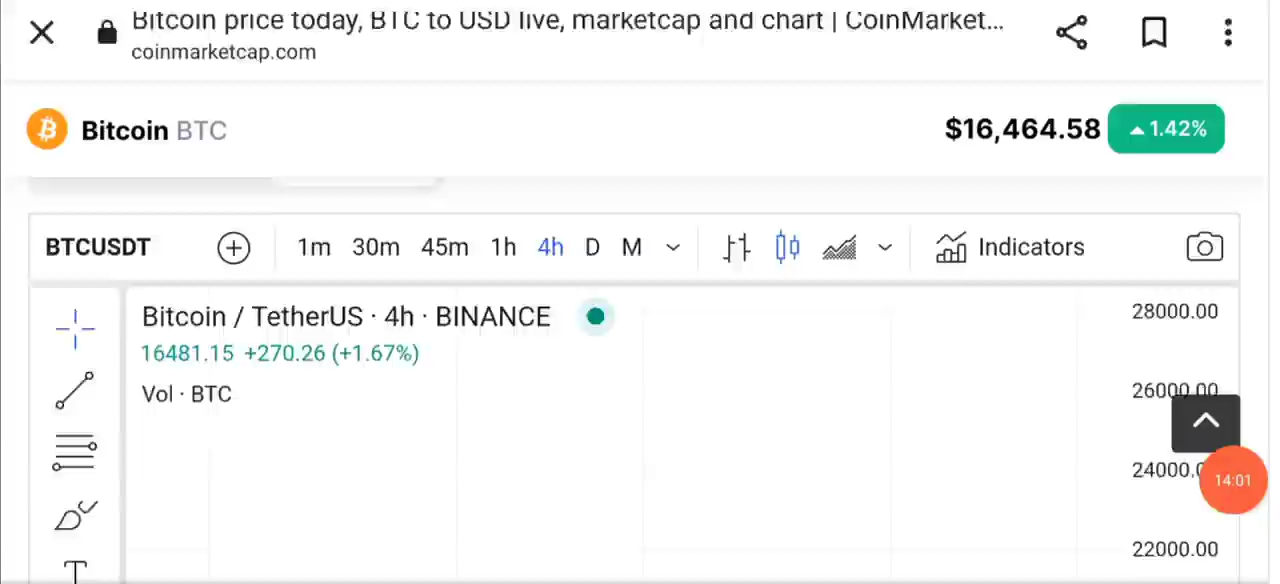 Bitcoin price today, BTC to USD live, marketcap and chart | CoinMarket...
coinmarketcap.com
Bitcoin BTC
$16,464.58 ▲1.42%
BTCUSDT 1m 30m 45m 1h 4h D M Indicators
Bitcoin / TetherUS · 4h · BINANCE
16481.15 +270.26 (+1.67%)
Vol · BTC
28000.00
26000.00
24000.
14:01
22000.00
T